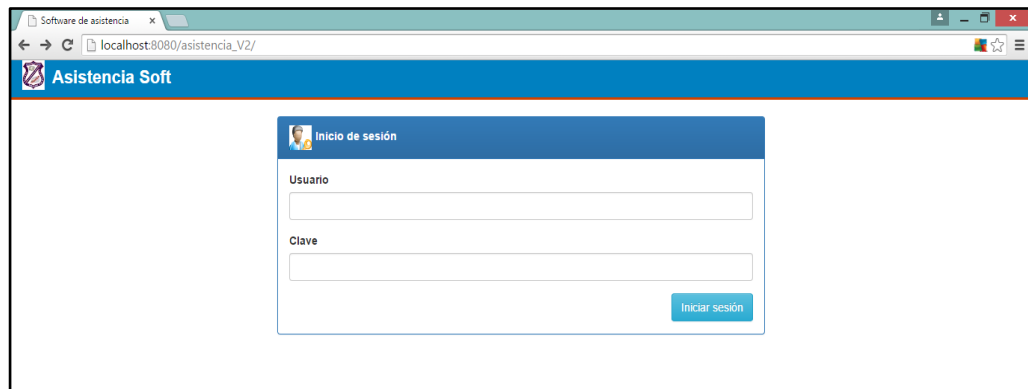 Software de asistencia
localhost:8080/asistencia_V2/
Asistencia Soft
Inicio de sesión
Usuario
Clave
Iniciar sesión